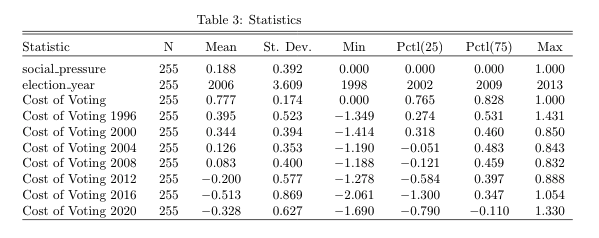 Table 3: Statistics
Statistic N Mean St. Dev. Min Pctl(25) Pctl(75) Max
social_pressure 255 0.188 0.392 0.000 0.000 0.000 1.000
election_year 255 2006 3.609 1998 2002 2009 2013
Cost of Voting 255 0.777 0.174 0.000 0.765 0.828 1.000
Cost of Voting 1996 255 0.395 0.523 −1.349 0.274 0.531 1.431
Cost of Voting 2000 255 0.344 0.394 −1.414 0.318 0.460 0.850
Cost of Voting 2004 255 0.126 0.353 −1.190 −0.051 0.483 0.843
Cost of Voting 2008 255 0.083 0.400 −1.188 −0.121 0.459 0.832
Cost of Voting 2012 255 −0.200 0.577 −1.278 −0.584 0.397 0.888
Cost of Voting 2016 255 −0.513 0.869 −2.061 −1.300 0.347 1.054
Cost of Voting 2020 255 −0.328 0.627 −1.690 −0.790 −0.110 1.330